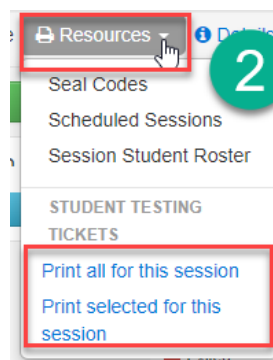 Resources
Details
2
Seal Codes
Scheduled Sessions
Session Student Roster
STUDENT TESTING
TICKETS
Print all for this session
Print selected for this
session